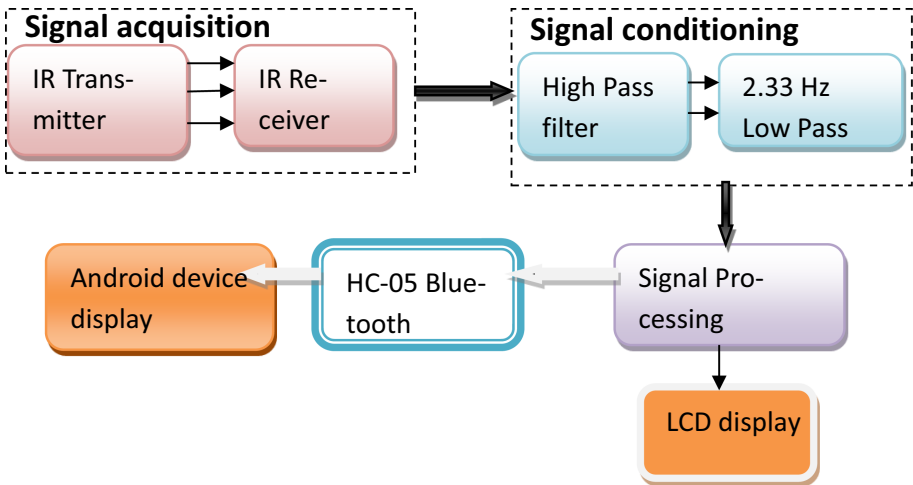 Signal acquisition
IR Trans-
mitter
IR Re-
ceiver
Signal conditioning
High Pass
filter
2.33 Hz
Low Pass
Android device
display
HC-05 Blue-
tooth
Signal Pro-
cessing
LCD display